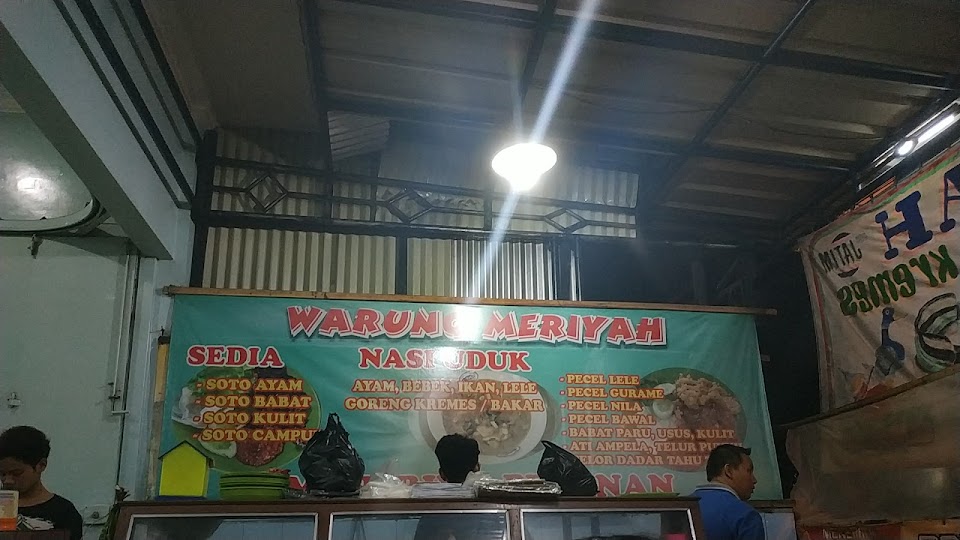 WARUNG MERIYAH
SEDIA
- SOTO AYAM
- SOTO BABAT
- SOTO KULIT
- SOTO CAMPUR
NASI UDUK
AYAM, BEBEK, IKAN, LELE
GORENG KREMES / BAKAR
- PECEL LELE
- PECEL GURAME
- PECEL NILA
- PECEL BAWAL
- BABAT PARU, USUS, KULIT
ATI AMPELA, TELUR
TELOR DADAR TAHU
NAN
AH
JATIM
kremes